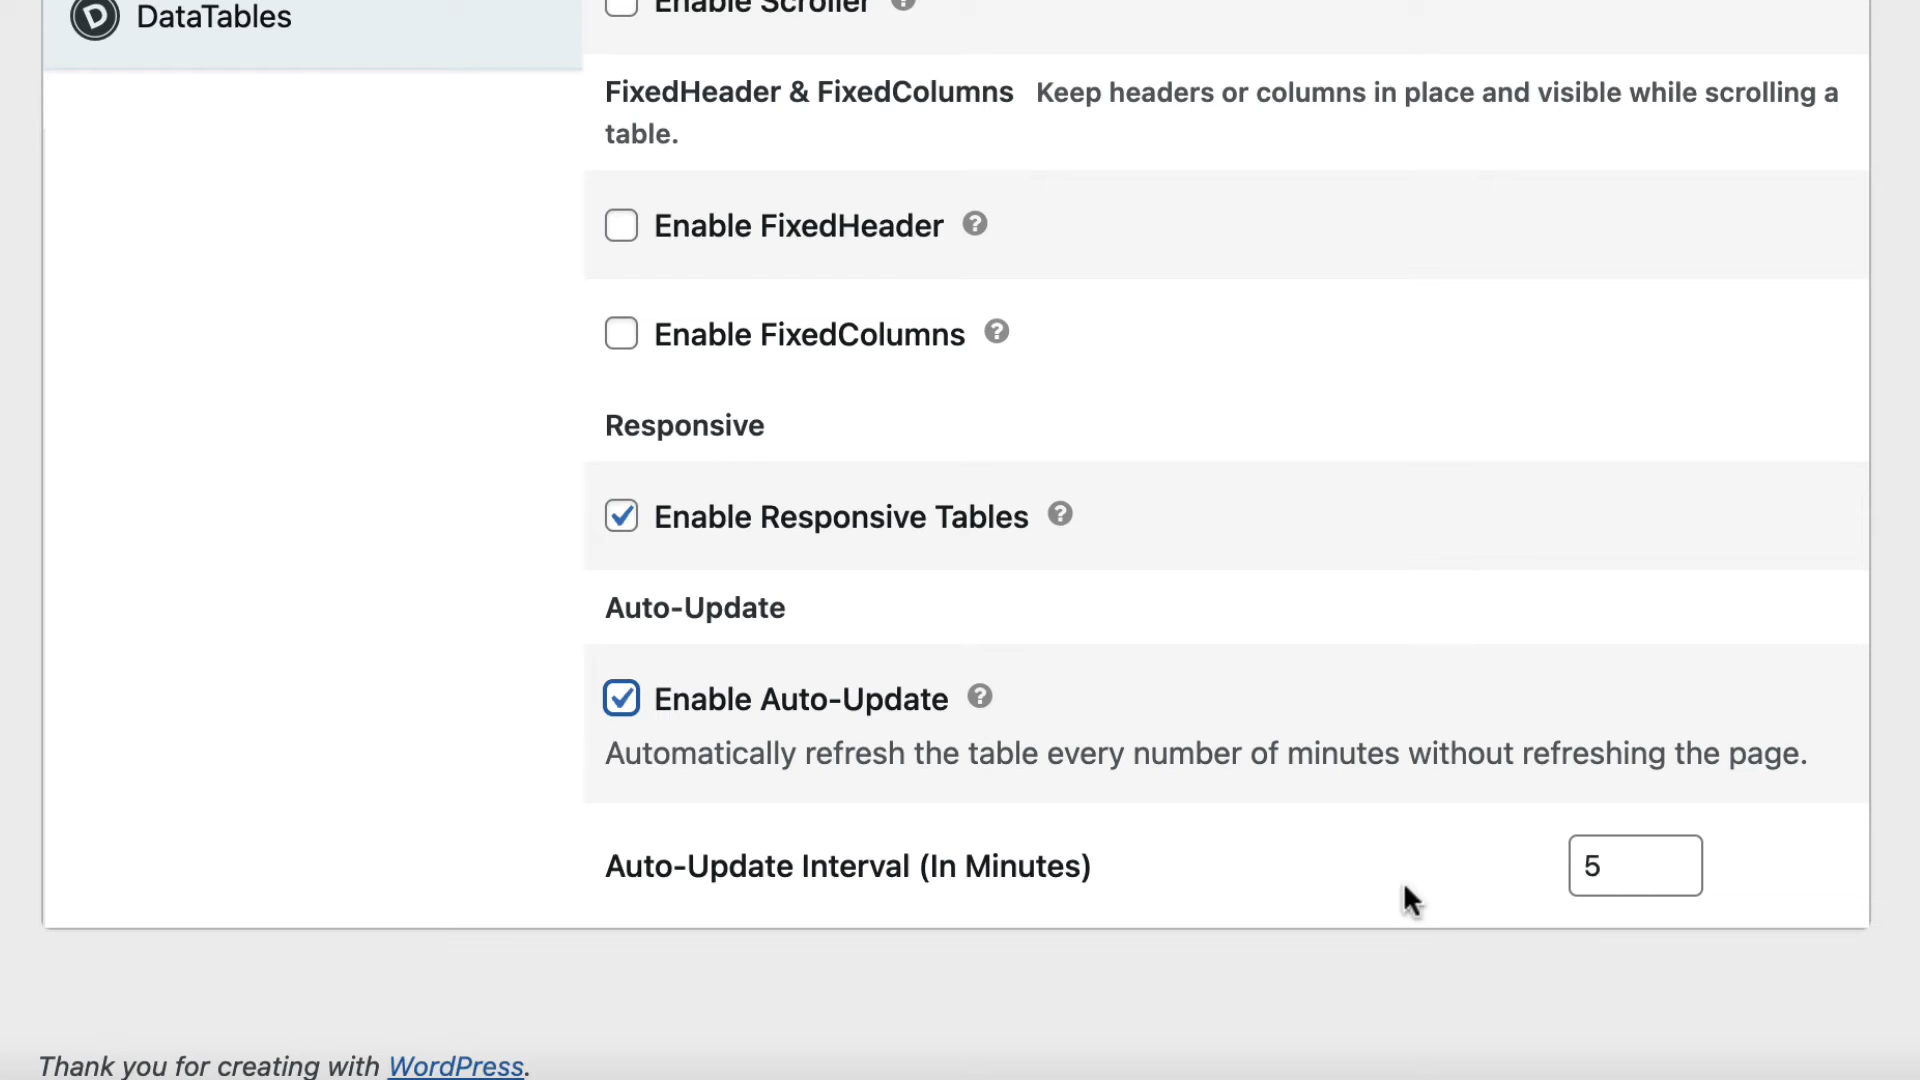 DataTables
Enable Scroller
FixedHeader & FixedColumns Keep headers or columns in place and visible while scrolling a
table.
Enable FixedHeader
Enable FixedColumns
Responsive
Enable Responsive Tables
Auto-Update
Enable Auto-Update
Automatically refresh the table every number of minutes without refreshing the page.
Auto-Update Interval (In Minutes) 5
Thank you for creating with WordPress.